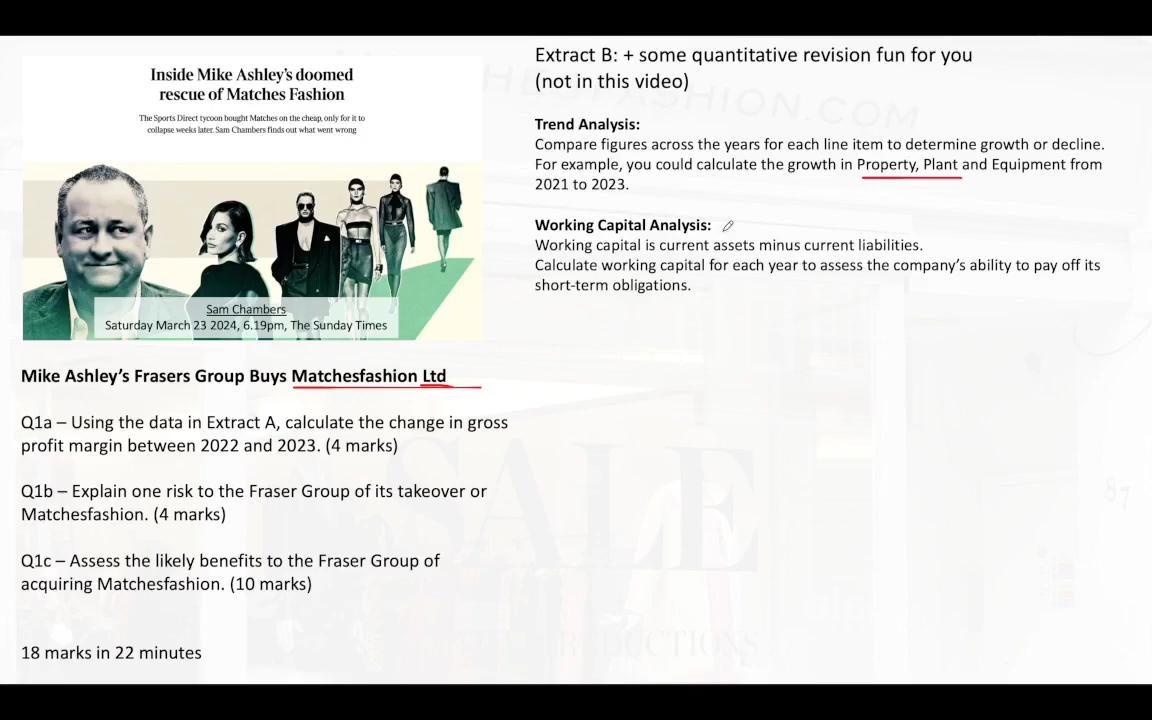 Inside Mike Ashley's doomed
rescue of Matches Fashion
The Sports Direct tycoon bought Matches on the cheap, only for it to
collapse weeks later. Sam Chambers finds out what went wrong
Sam Chambers
Saturday March 23 2024, 6.19pm, The Sunday Times
Mike Ashley's Frasers Group Buys Matchesfashion Ltd
Q1a – Using the data in Extract A, calculate the change in gross
profit margin between 2022 and 2023. (4 marks)
Q1b – Explain one risk to the Fraser Group of its takeover or
Matchesfashion. (4 marks)
Q1c – Assess the likely benefits to the Fraser Group of
acquiring Matchesfashion. (10 marks)
18 marks in 22 minutes
Extract B: + some quantitative revision fun for you
(not in this video)
Trend Analysis:
Compare figures across the years for each line item to determine growth or decline.
For example, you could calculate the growth in Property, Plant and Equipment from
2021 to 2023.
Working Capital Analysis:
Working capital is current assets minus current liabilities.
Calculate working capital for each year to assess the company's ability to pay off its
short-term obligations.
SALE
REDUCTIONS
87